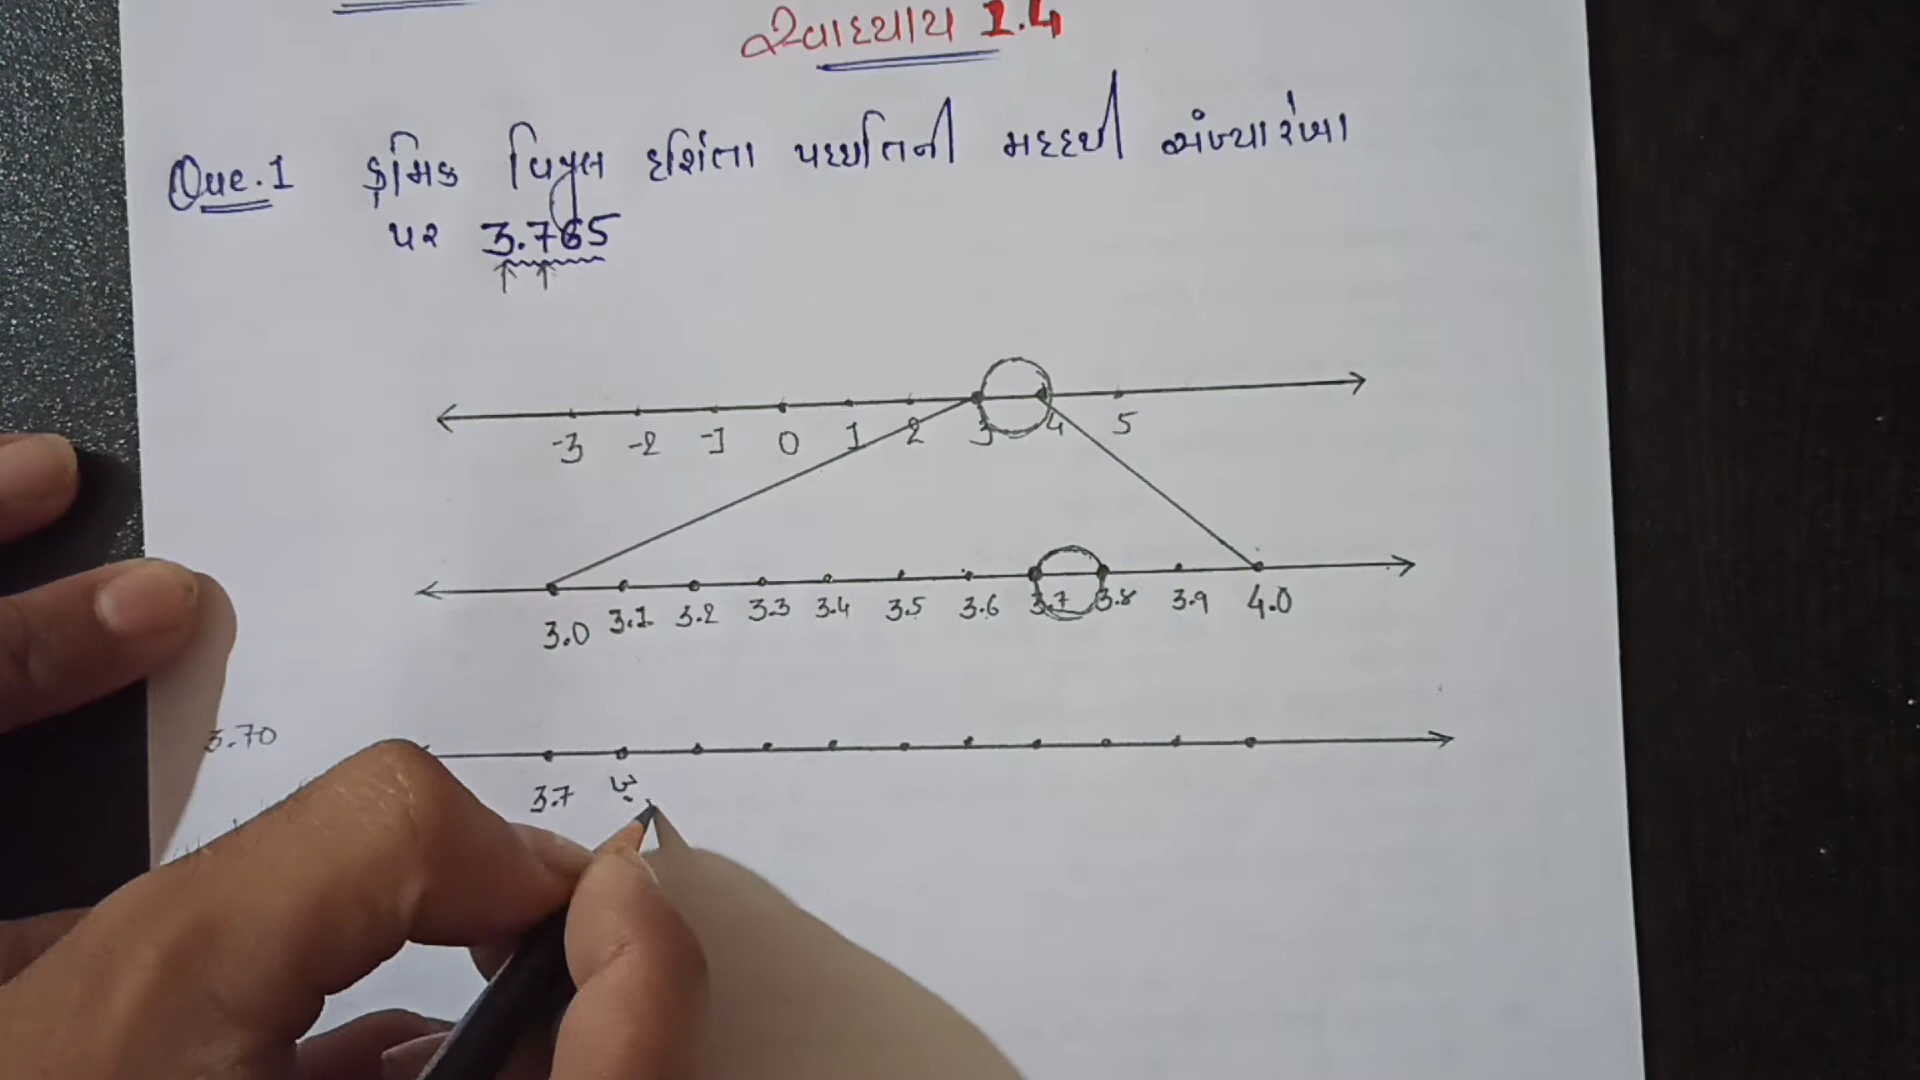 સ્વાધ્યાય 1.4
Que.1 ક્રમિક વિપુલ દર્શિતા પધ્ધતિની મદદથી સંખ્યારેખા
પર 3.765
-3 -2 -1 0 1 2 3 4 5
3.0 3.1 3.2 3.3 3.4 3.5 3.6 3.7 3.8 3.9 4.0
3.70
3.7 3.